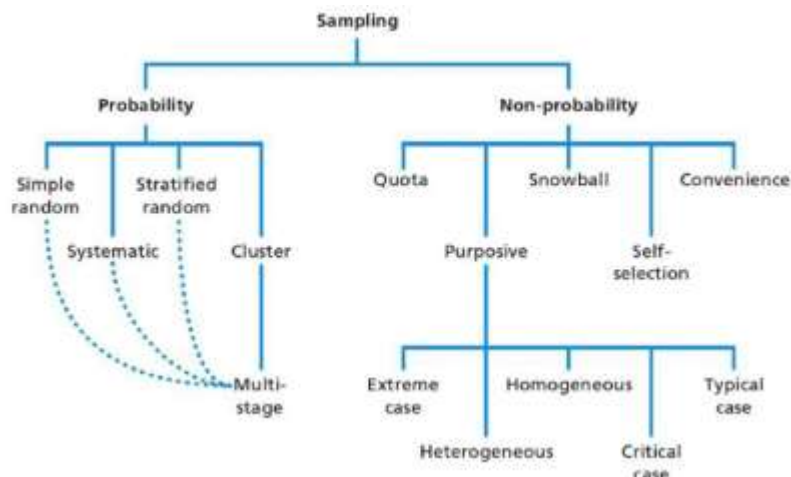 Sampling
Probability
Non-probability
Simple
random
Stratified
random
Quota
Snowball
Convenience
Systematic
Cluster
Purposive
Self-
selection
Multi-
stage
Extreme
case
Homogeneous
Typical
case
Heterogeneous
Critical
case